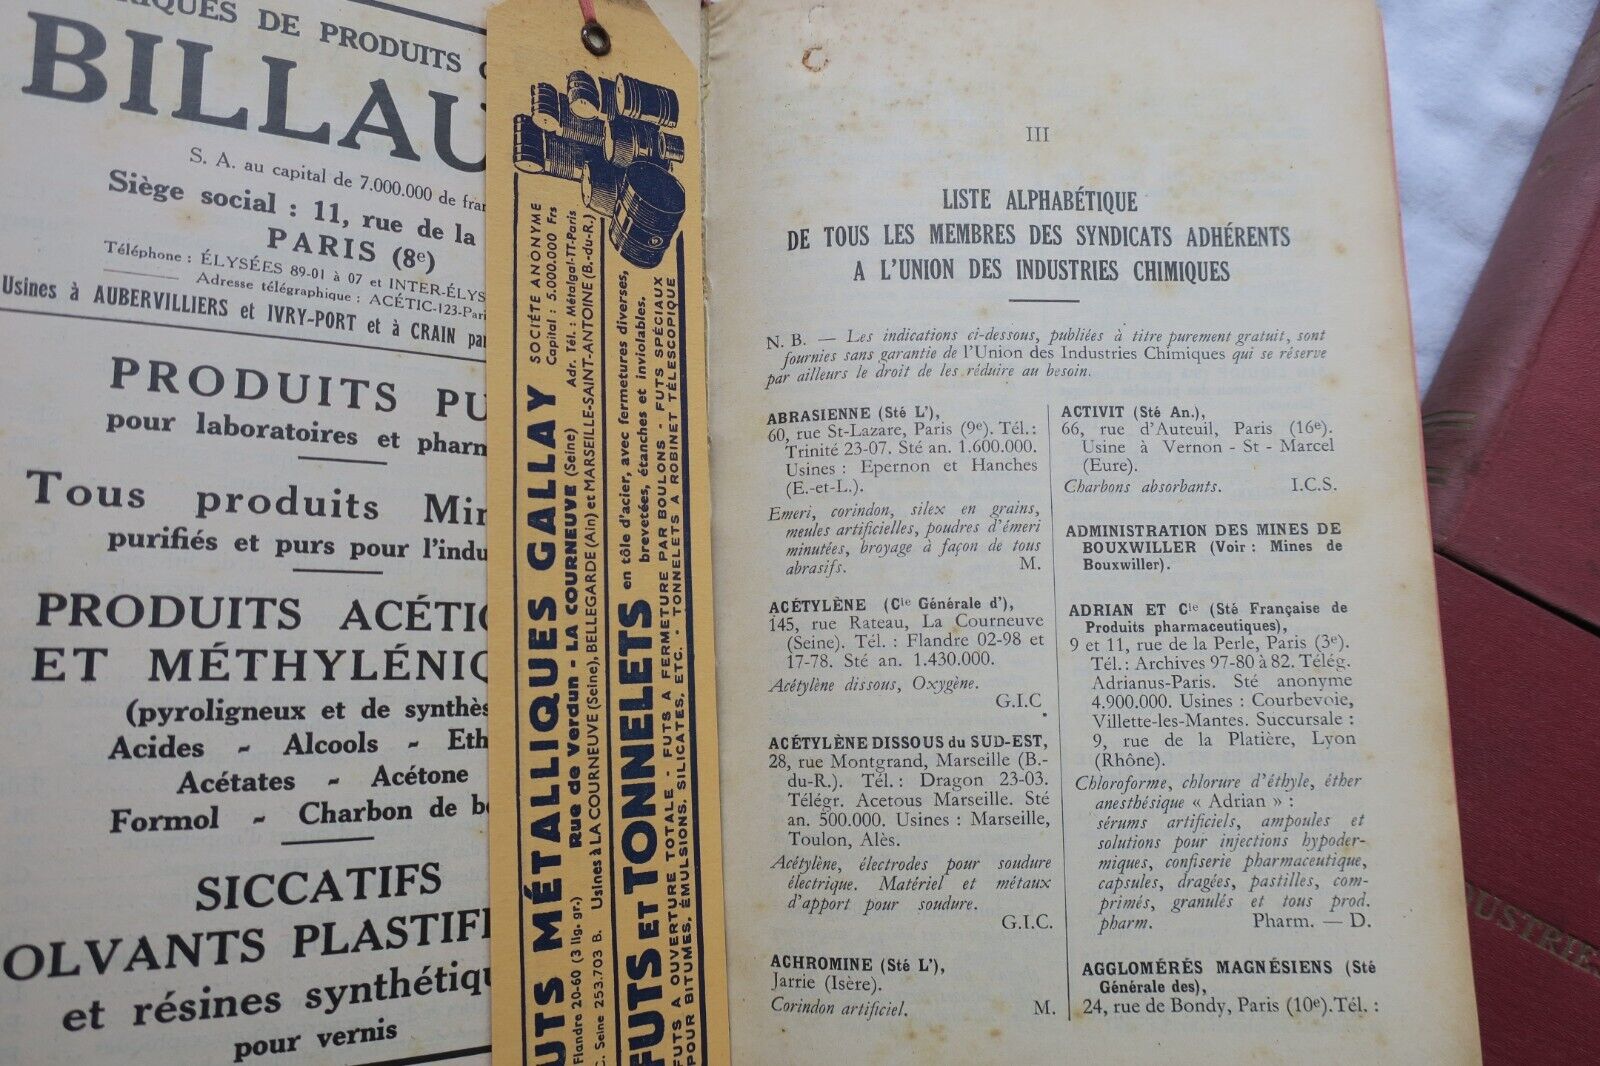 DE PRODUITS
BILLAU
S. A. au capital de 7.000.000 de fran
Siège social : 11, rue de la
PARIS (8e)
Téléphone : ÉLYSÉES 89-01 à 07 et INTER-ÉLYS
Adresse télégraphique : ACÉTIC-123-Pari
Usines à AUBERVILLIERS et IVRY-PORT et à CRAIN pa
PRODUITS PU
pour laboratoires et pharm
Tous produits Min
purifiés et purs pour l'indu
PRODUITS ACÉTIQ
ET MÉTHYLÉNIQ
(pyroligneux et de synthès
Acides - Alcools - Eth
Acétates - Acétone
Formol - Charbon de bo
SICCATIFS
OLVANTS PLASTIFI
et résines synthétiqu
pour vernis
UTS MÉTALLIQUES GALLAY
SOCIÉTÉ ANONYME
Capital : 5.000.000 Frs
Rue de Verdun - LA COURNEUVE (Seine)
Adr. Tél. : Métalgal-TT-Paris
Flandre 20-60 (3 lig. gr.)
C. Seine 253.703 B. Usines à LA COURNEUVE (Seine), BELLEGARDE (Ain) et MARSEILLE-SAINT-ANTOINE (B.-du-R.)
FUTS ET TONNELETS
en tôle d'acier, avec fermetures diverses,
brevetées, étanches et inviolables.
FUTS A OUVERTURE TOTALE - FUTS A FERMETURE PAR BOULONS - FUTS SPÉCIAUX
POUR BITUMES, ÉMULSIONS, SILICATES, ETC. - TONNELETS A ROBINET TÉLESCOPIQUE
III
LISTE ALPHABÉTIQUE
DE TOUS LES MEMBRES DES SYNDICATS ADHÉRENTS
A L'UNION DES INDUSTRIES CHIMIQUES
N. B. — Les indications ci-dessous, publiées à titre purement gratuit, sont
fournies sans garantie de l'Union des Industries Chimiques qui se réserve
par ailleurs le droit de les réduire au besoin.
ABRASIENNE (Sté L'),
60, rue St-Lazare, Paris (9e). Tél.:
Trinité 23-07. Sté an. 1.600.000.
Usines : Epernon et Hanches
(E.-et-L.).
Emeri, corindon, silex en grains,
meules artificielles, poudres d'émeri
minutées, broyage à façon de tous
abrasifs. M.
ACÉTYLÈNE (Cie Générale d'),
145, rue Rateau, La Courneuve
(Seine). Tél. : Flandre 02-98 et
17-78. Sté an. 1.430.000.
Acétylène dissous, Oxygène.
G.I.C
ACÉTYLÈNE DISSOUS du SUD-EST,
28, rue Montgrand, Marseille (B.-
du-R.). Tél. : Dragon 23-03.
Télégr. Acetous Marseille. Sté
an. 500.000. Usines : Marseille,
Toulon, Alès.
Acétylène, électrodes pour soudure
électrique. Matériel et métaux
d'apport pour soudure.
G.I.C.
ACHROMINE (Sté L'),
Jarrie (Isère).
Corindon artificiel. M.
ACTIVIT (Sté An.),
66, rue d'Auteuil, Paris (16e).
Usine à Vernon - St - Marcel
(Eure).
Charbons absorbants. I.C.S.
ADMINISTRATION DES MINES DE
BOUXWILLER (Voir : Mines de
Bouxwiller).
ADRIAN ET Cie (Sté Française de
Produits pharmaceutiques),
9 et 11, rue de la Perle, Paris (3e).
Tél. : Archives 97-80 à 82. Télég.
Adrianus-Paris. Sté anonyme
4.900.000. Usines : Courbevoie,
Villette-les-Mantes. Succursale :
9, rue de la Platière, Lyon
(Rhône).
Chloroforme, chlorure d'éthyle, éther
anesthésique « Adrian » :
sérums artificiels, ampoules et
solutions pour injections hypoder-
miques, confiserie pharmaceutique,
capsules, dragées, pastilles, com-
primés, granulés et tous prod.
pharm. Pharm. — D.
AGGLOMÉRÉS MAGNÉSIENS (Sté
Générale des),
24, rue de Bondy, Paris (10e). Tél. :